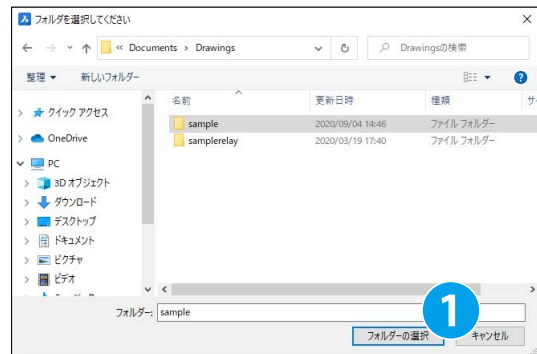 フォルダを選択してください
« Documents › Drawings
Drawingsの検索
整理 新しいフォルダー
名前 更新日時 種類 サイ
クイック アクセス
sample 2020/09/04 14:46 ファイル フォルダー
OneDrive
samplerelay 2020/03/19 17:40 ファイル フォルダー
PC
3D オブジェクト
ダウンロード
デスクトップ
ドキュメント
ピクチャ
ビデオ
フォルダー: sample
1
フォルダーの選択 キャンセル